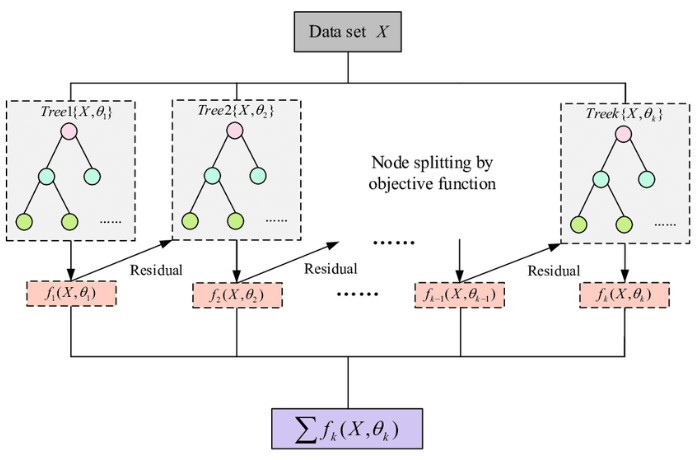 Data set X
Tree1{X,θ₁}
Tree2{X,θ₂}
Treek{X,θₖ}
Node splitting by
objective function
......
......
......
......
Residual
Residual
Residual
f₁(X,θ₁)
f₂(X,θ₂)
......
fₖ₋₁(X,θₖ₋₁)
fₖ(X,θₖ)
∑fₖ(X,θₖ)